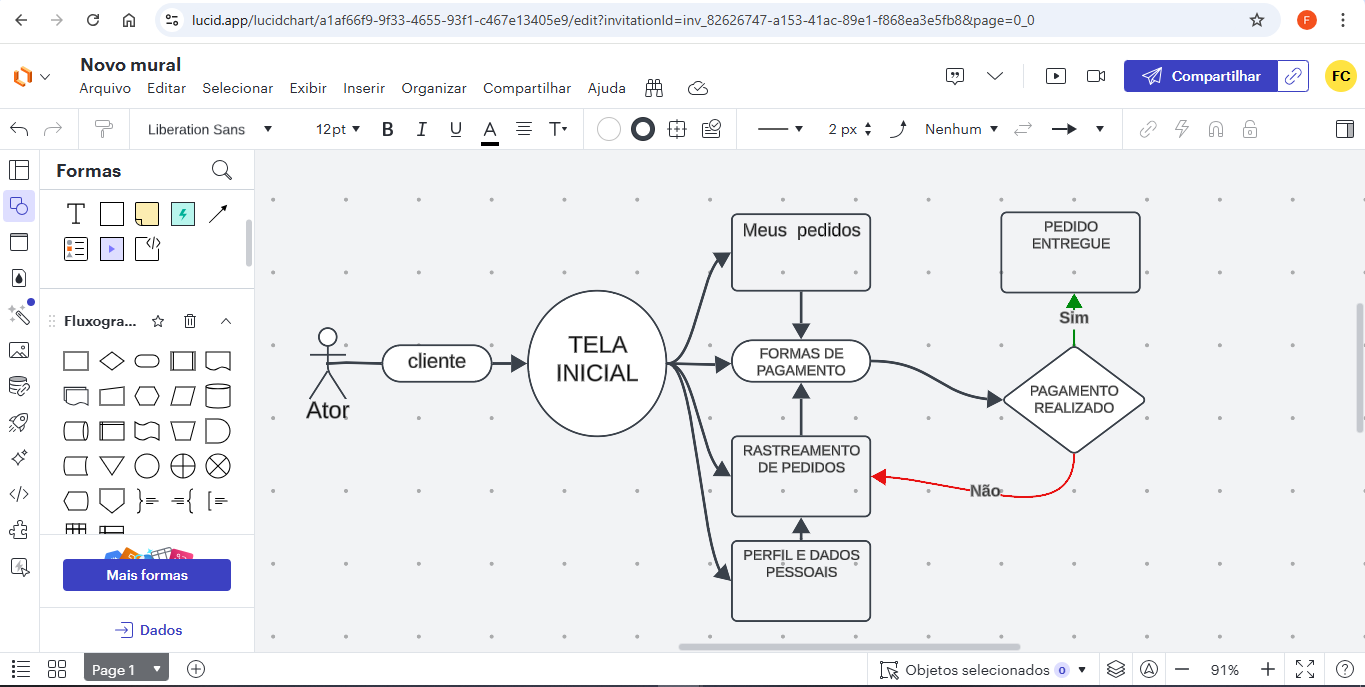 lucid.app/lucidchart/a1af66f9-9f33-4655-93f1-c467e13405e9/edit?invitationId=inv_82626747-a153-41ac-89e1-f868ea3e5fb8&page=0_0
F
Novo mural
Arquivo Editar Selecionar Exibir Inserir Organizar Compartilhar Ajuda
Compartilhar
FC
Liberation Sans
12pt
B I U A T
2 px
Nenhum
Formas
T
Fluxogra...
Mais formas
Dados
Ator
cliente
TELA
INICIAL
Meus pedidos
FORMAS DE
PAGAMENTO
RASTREAMENTO
DE PEDIDOS
PERFIL E DADOS
PESSOAIS
PEDIDO
ENTREGUE
Sim
PAGAMENTO
REALIZADO
Não
Page 1
Objetos selecionados 0
91%